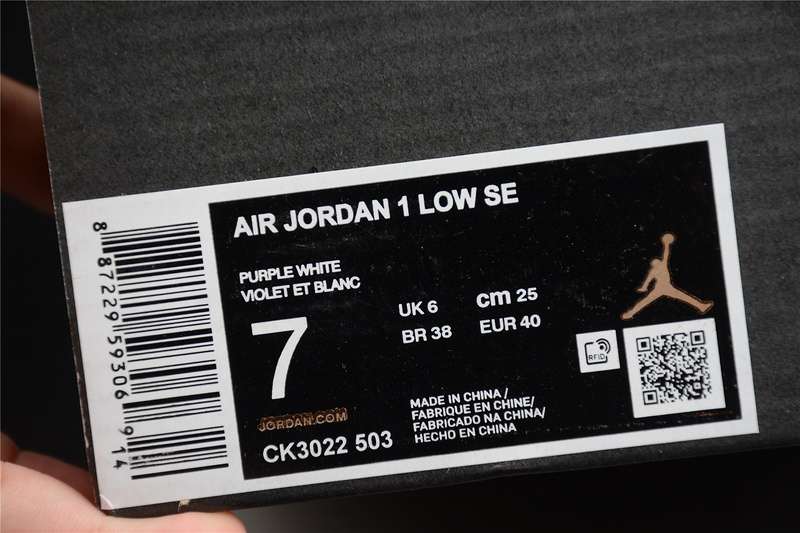 AIR JORDAN 1 LOW SE
PURPLE WHITE
VIOLET ET BLANC
7
UK 6
cm 25
BR 38
EUR 40
RFID
JORDAN.COM
CK3022 503
MADE IN CHINA /
FABRIQUE EN CHINE/
FABRICADO NA CHINA/
HECHO EN CHINA
8 87229 59306 914